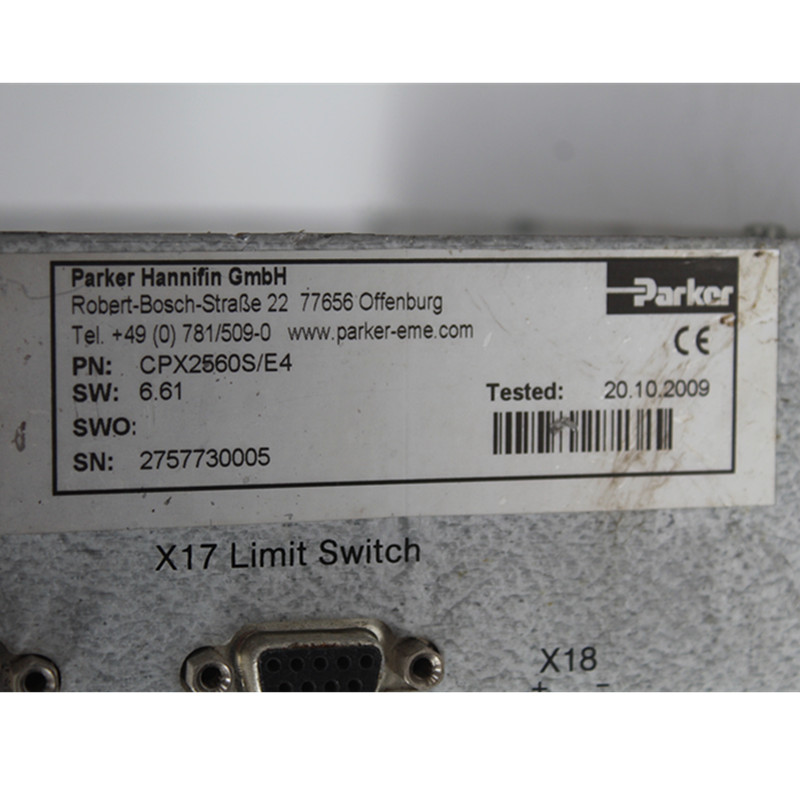 Parker Hannifin GmbH
Robert-Bosch-Straße 22 77656 Offenburg
Tel. +49 (0) 781/509-0 www.parker-eme.com
Parker
CE
PN: CPX2560S/E4
SW: 6.61
Tested: 20.10.2009
SWO:
SN: 2757730005
X17 Limit Switch
X18
+ −